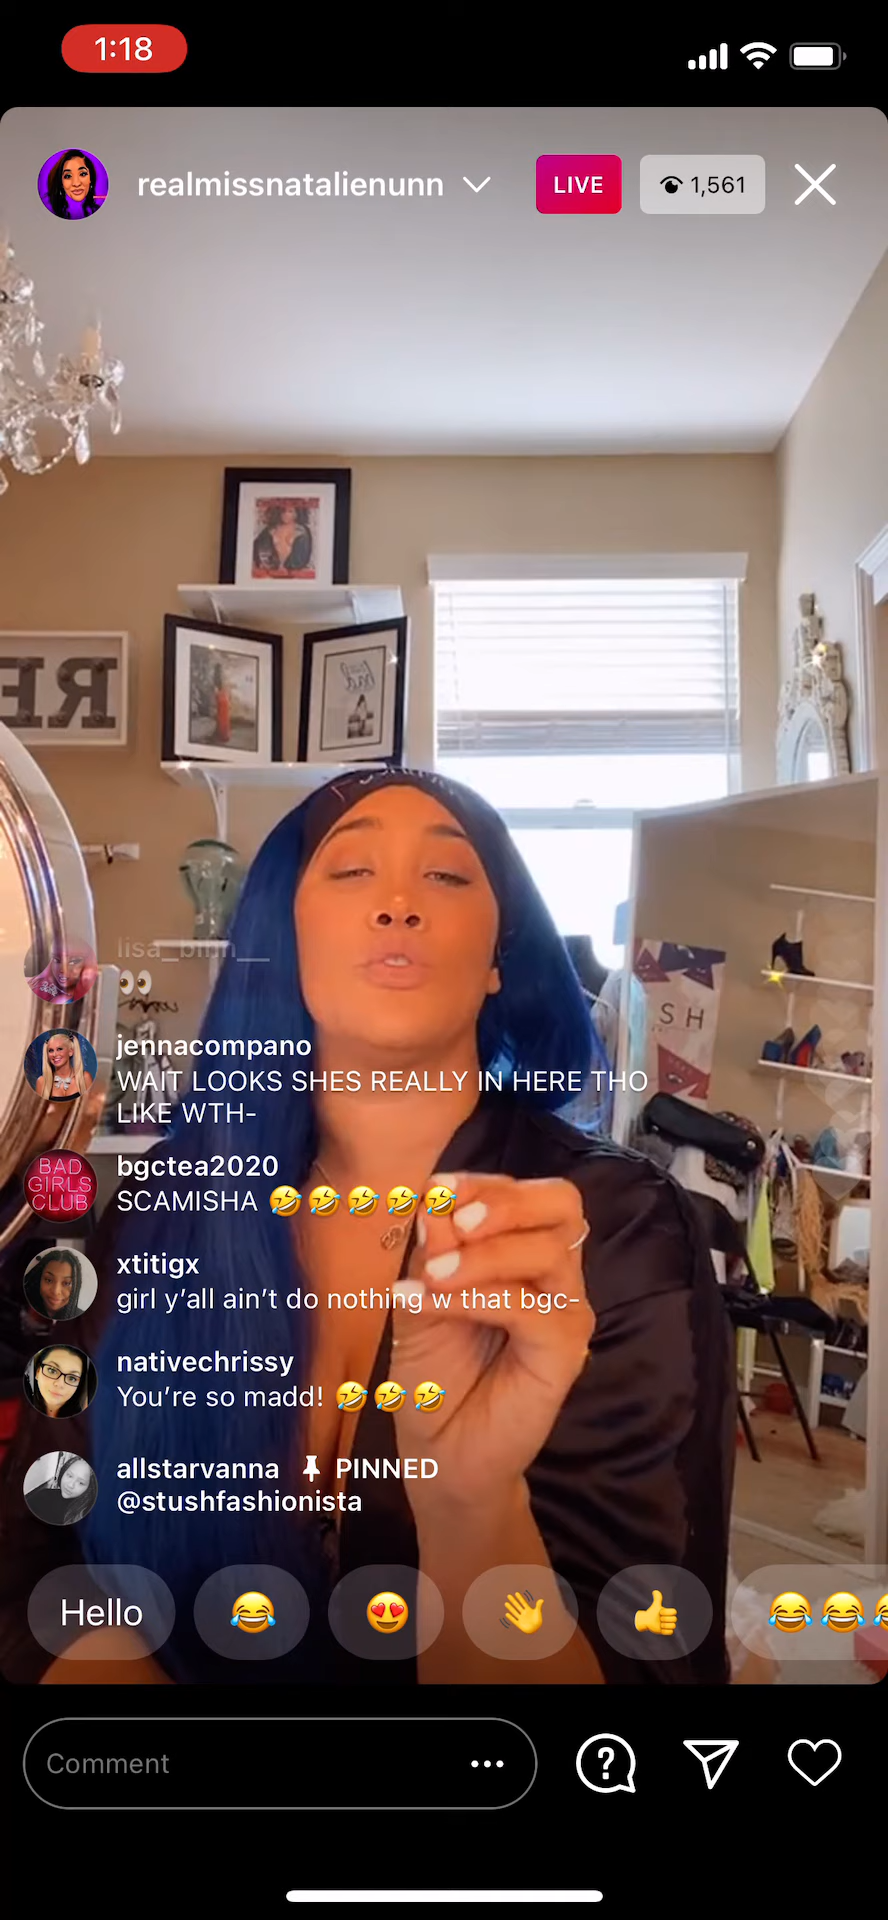 1:18
realmissnatalienunn
LIVE
1,561
RE
SH
jennacompano
WAIT LOOKS SHES REALLY IN HERE THO
LIKE WTH-
BAD
GIRLS
CLUB
bgctea2020
SCAMISHA 🤣🤣🤣🤣🤣
xtitigx
girl y’all ain’t do nothing w that bgc-
nativechrissy
You’re so madd! 🤣🤣🤣
allstarvanna 📌 PINNED
@stushfashionista
Hello
Comment